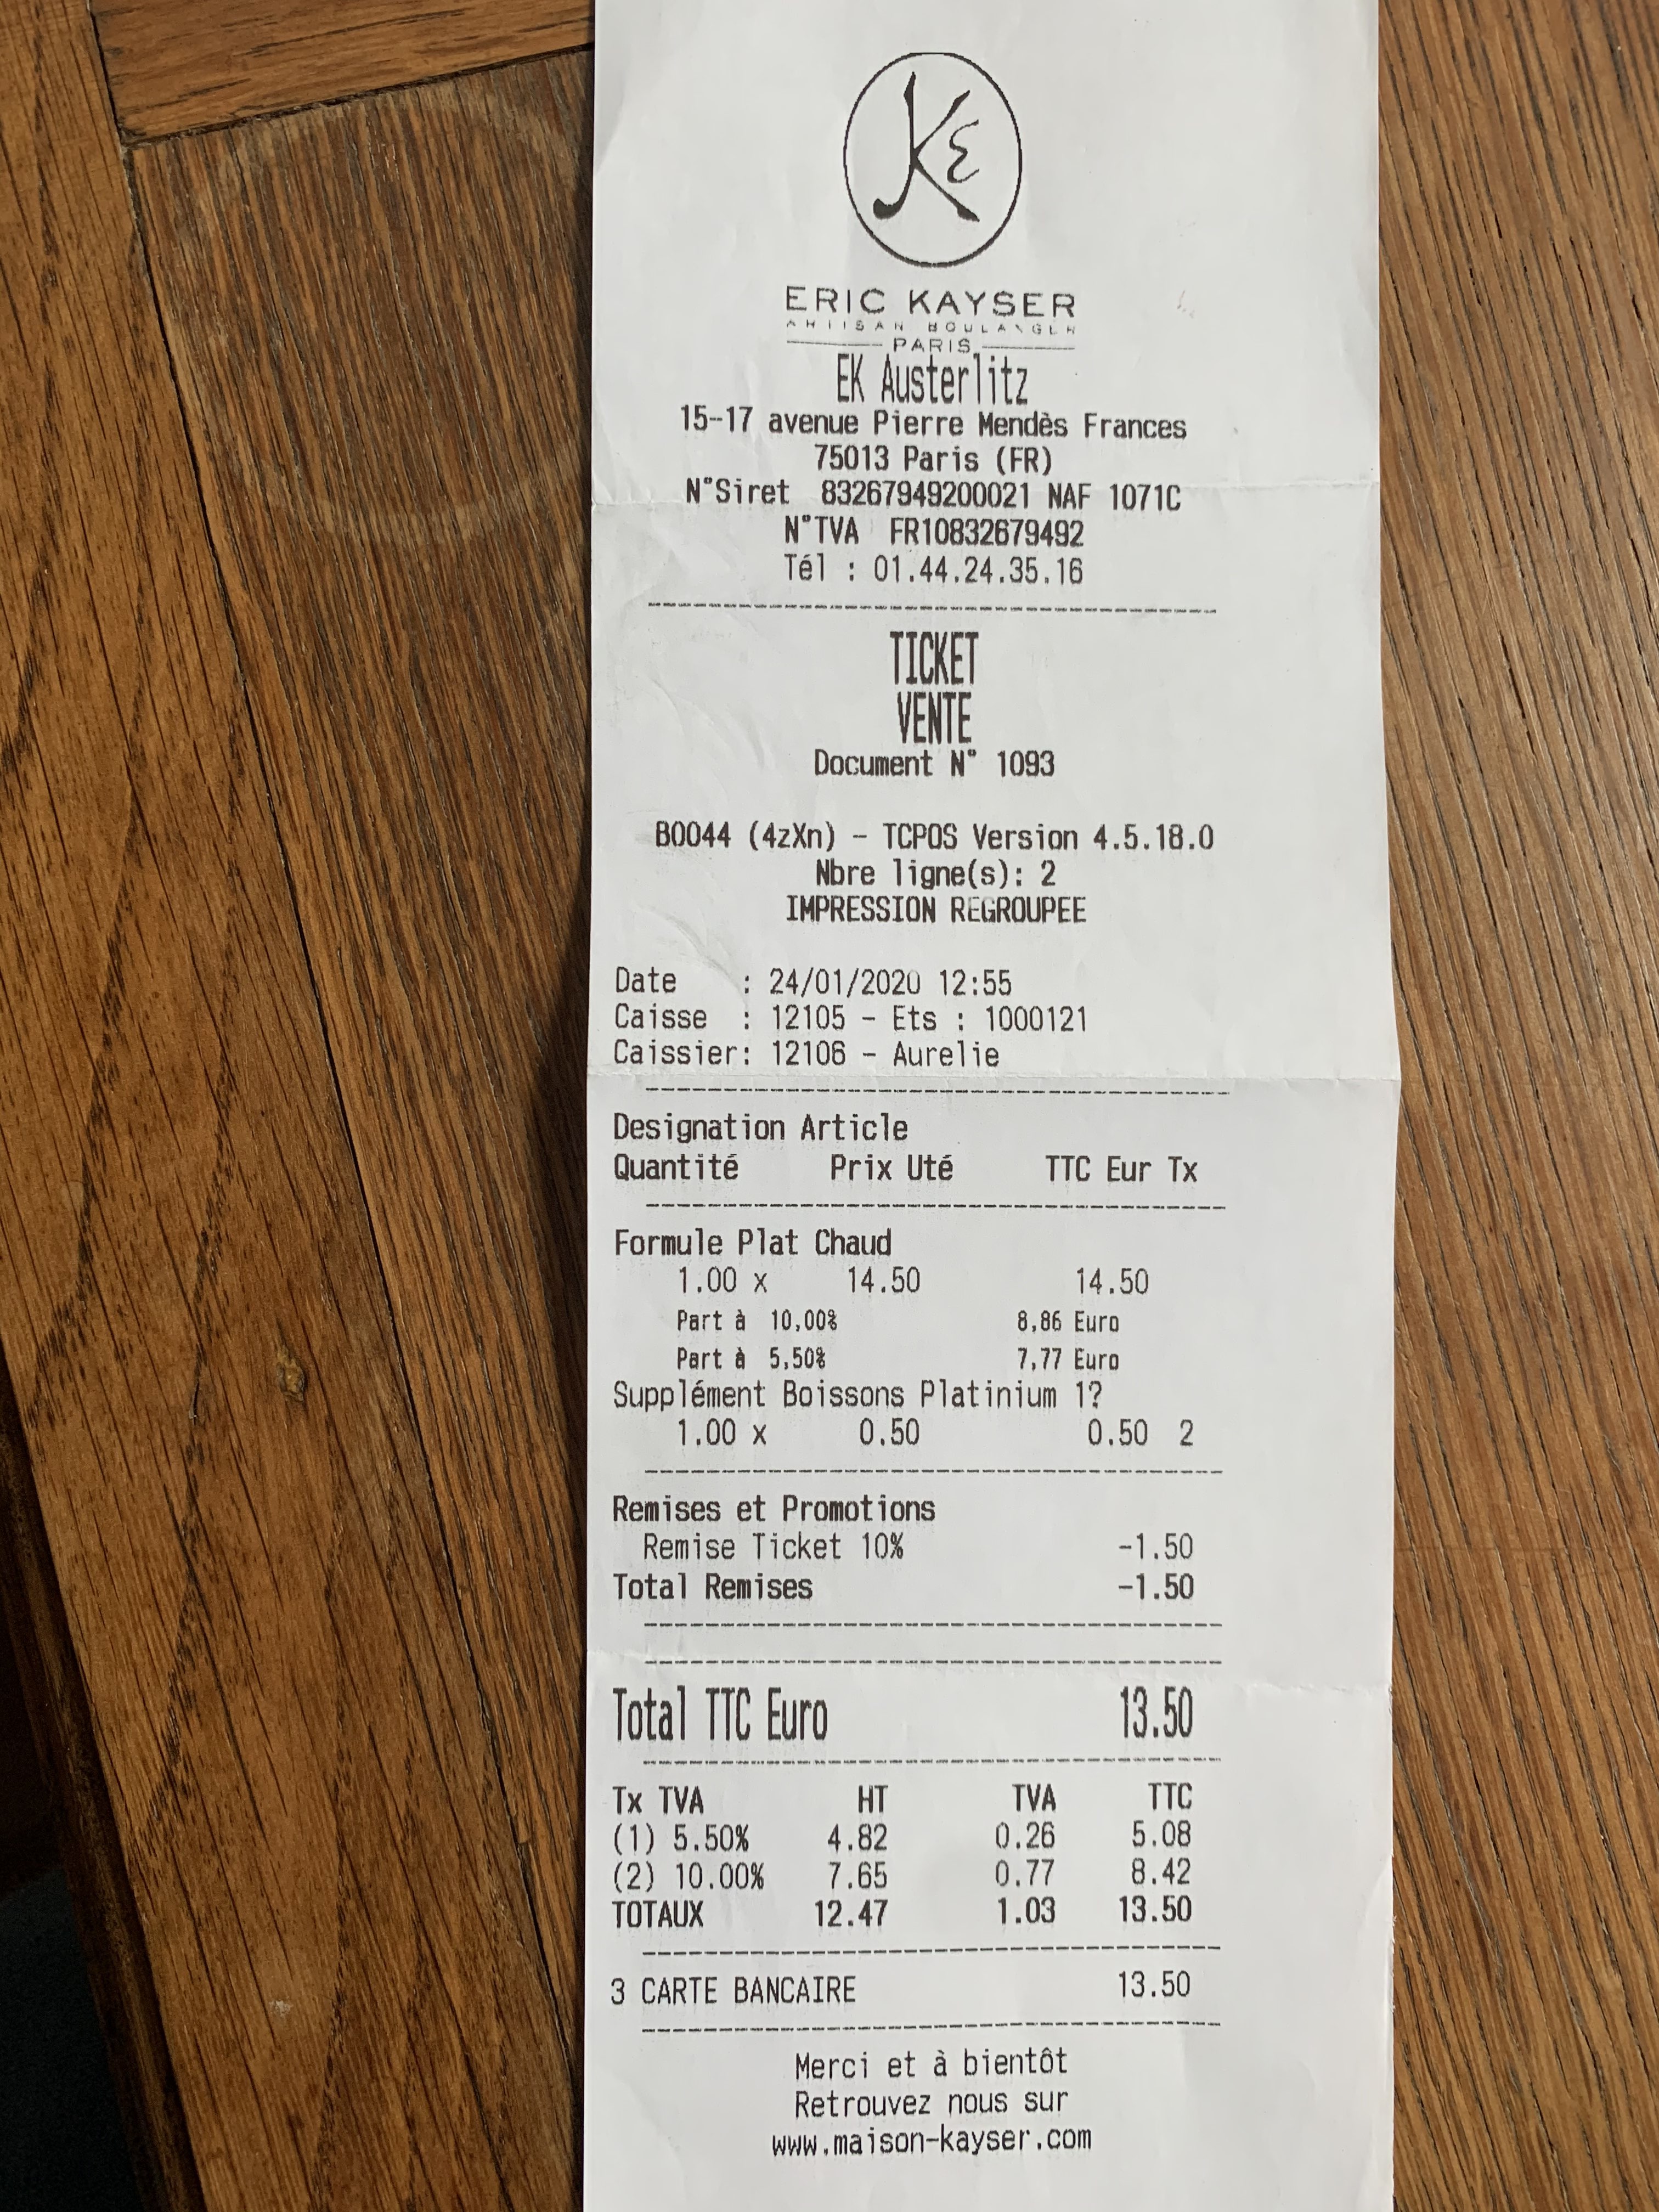 KE
ERIC KAYSER
ARTISAN BOULANGER
PARIS
EK Austerlitz
15-17 avenue Pierre Mendès Frances
75013 Paris (FR)
N°Siret 83267949200021 NAF 1071C
N°TVA FR10832679492
Tél : 01.44.24.35.16
TICKET
VENTE
Document N° 1093
B0044 (4zXn) - TCPOS Version 4.5.18.0
Nbre ligne(s): 2
IMPRESSION REGROUPEE
Date : 24/01/2020 12:55
Caisse : 12105 - Ets : 1000121
Caissier: 12106 - Aurelie
Designation Article
Quantité Prix Uté TTC Eur Tx
Formule Plat Chaud
1.00 x 14.50 14.50
Part à 10,00% 8,86 Euro
Part à 5,50% 7,77 Euro
Supplément Boissons Platinium 1?
1.00 x 0.50 0.50 2
Remises et Promotions
Remise Ticket 10% -1.50
Total Remises -1.50
Total TTC Euro 13.50
Tx TVA HT TVA TTC
(1) 5.50% 4.82 0.26 5.08
(2) 10.00% 7.65 0.77 8.42
TOTAUX 12.47 1.03 13.50
3 CARTE BANCAIRE 13.50
Merci et à bientôt
Retrouvez nous sur
www.maison-kayser.com